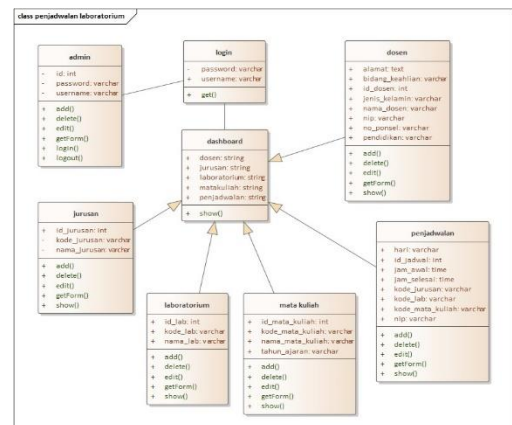 class penjadwalan laboratorium
admin
- id: int
- password: varchar
- username: varchar
+ add()
+ delete()
+ edit()
+ getForm()
+ login()
+ logout()
login
- password: varchar
+ username: varchar
+ get()
dosen
+ alamat: text
+ bidang_keahlian: varchar
+ id_dosen: int
+ jenis_kelamin: varchar
+ nama_dosen: varchar
+ nip: varchar
+ no_ponsel: varchar
+ pendidikan: varchar
+ add()
+ delete()
+ edit()
+ getForm()
+ show()
dashboard
+ dosen: string
+ jurusan: string
+ laboratorium: string
+ matakuliah: string
+ penjadwalan: string
+ show()
jurusan
+ id_jurusan: int
- kode_jurusan: varchar
- nama_jurusan: varchar
+ add()
+ delete()
+ edit()
+ getForm()
+ show()
laboratorium
+ id_lab: int
+ kode_lab: varchar
+ nama_lab: varchar
+ add()
+ delete()
+ edit()
+ getForm()
+ show()
mata kuliah
+ id_mata_kuliah: int
+ kode_mata_kuliah: varchar
+ nama_mata_kuliah: varchar
+ tahun_ajaran: varchar
+ add()
+ delete()
+ edit()
+ getForm()
+ show()
penjadwalan
+ hari: varchar
+ id_jadwal: int
+ jam_awal: time
+ jam_selesai: time
+ kode_jurusan: varchar
+ kode_lab: varchar
+ kode_mata_kuliah: varchar
+ nip: varchar
+ add()
+ delete()
+ edit()
+ getForm()
+ show()